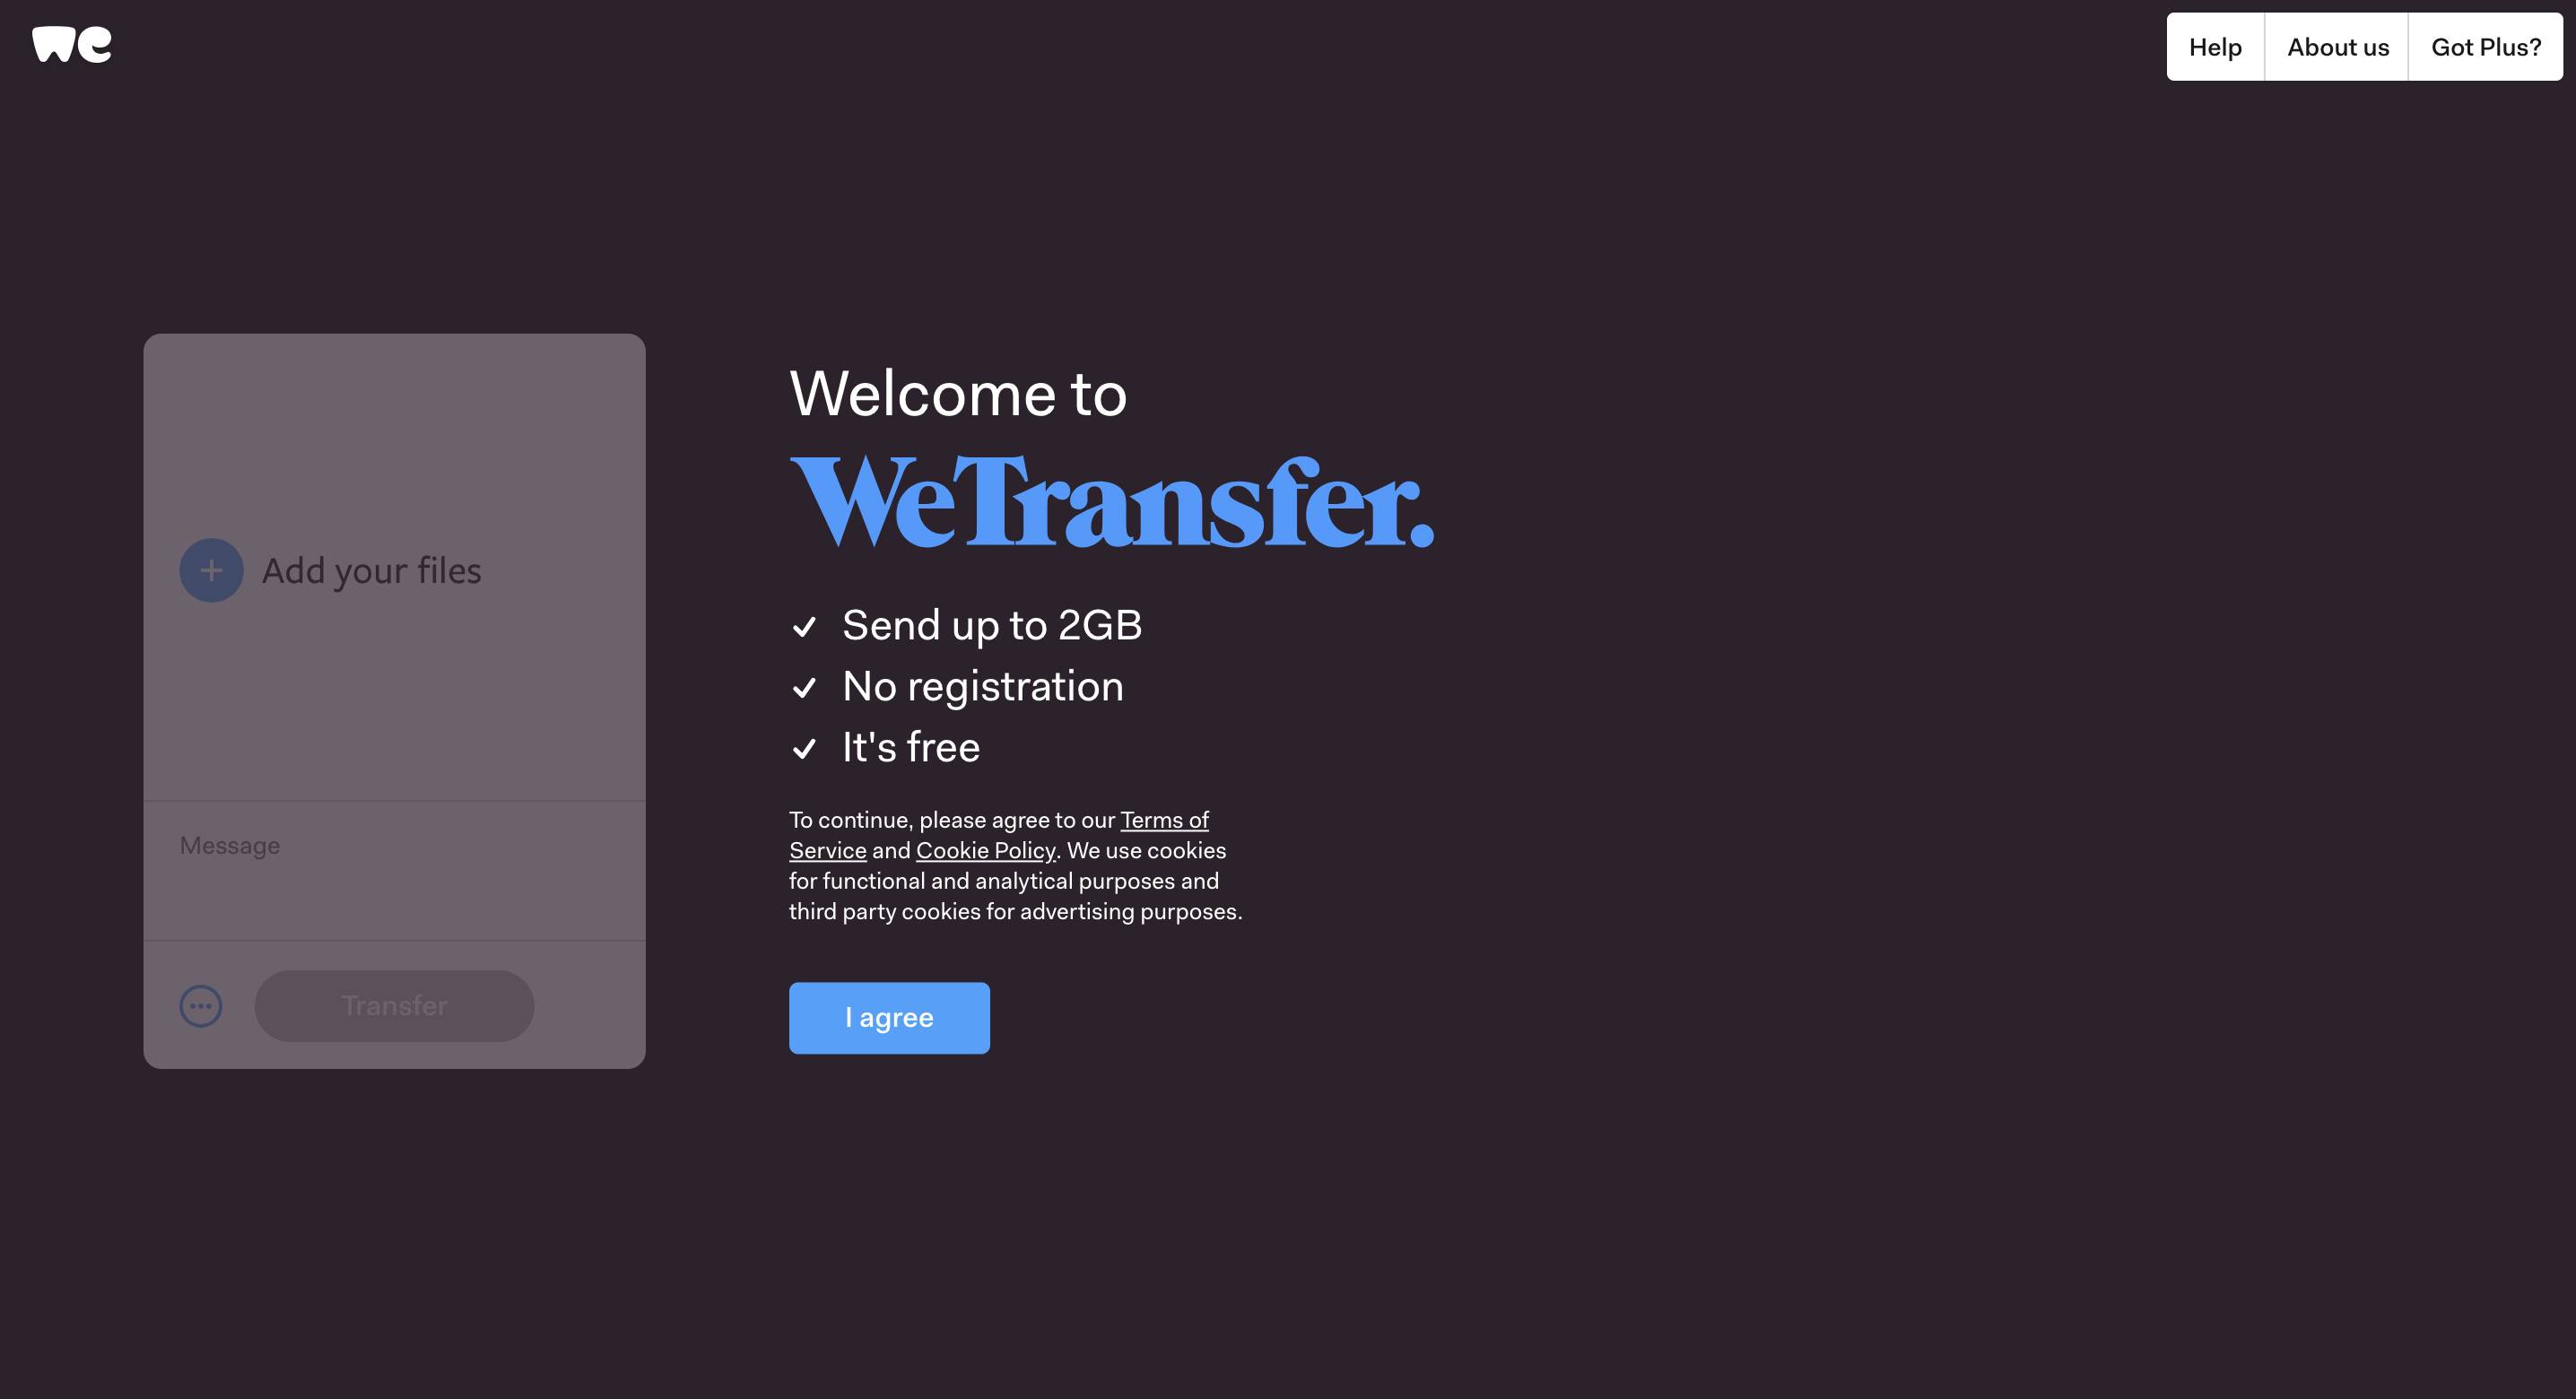 we
Help
About us
Got Plus?
Add your files
Message
Transfer
Welcome to
WeTransfer.
Send up to 2GB
No registration
It's free
To continue, please agree to our Terms of
Service and Cookie Policy. We use cookies
for functional and analytical purposes and
third party cookies for advertising purposes.
I agree